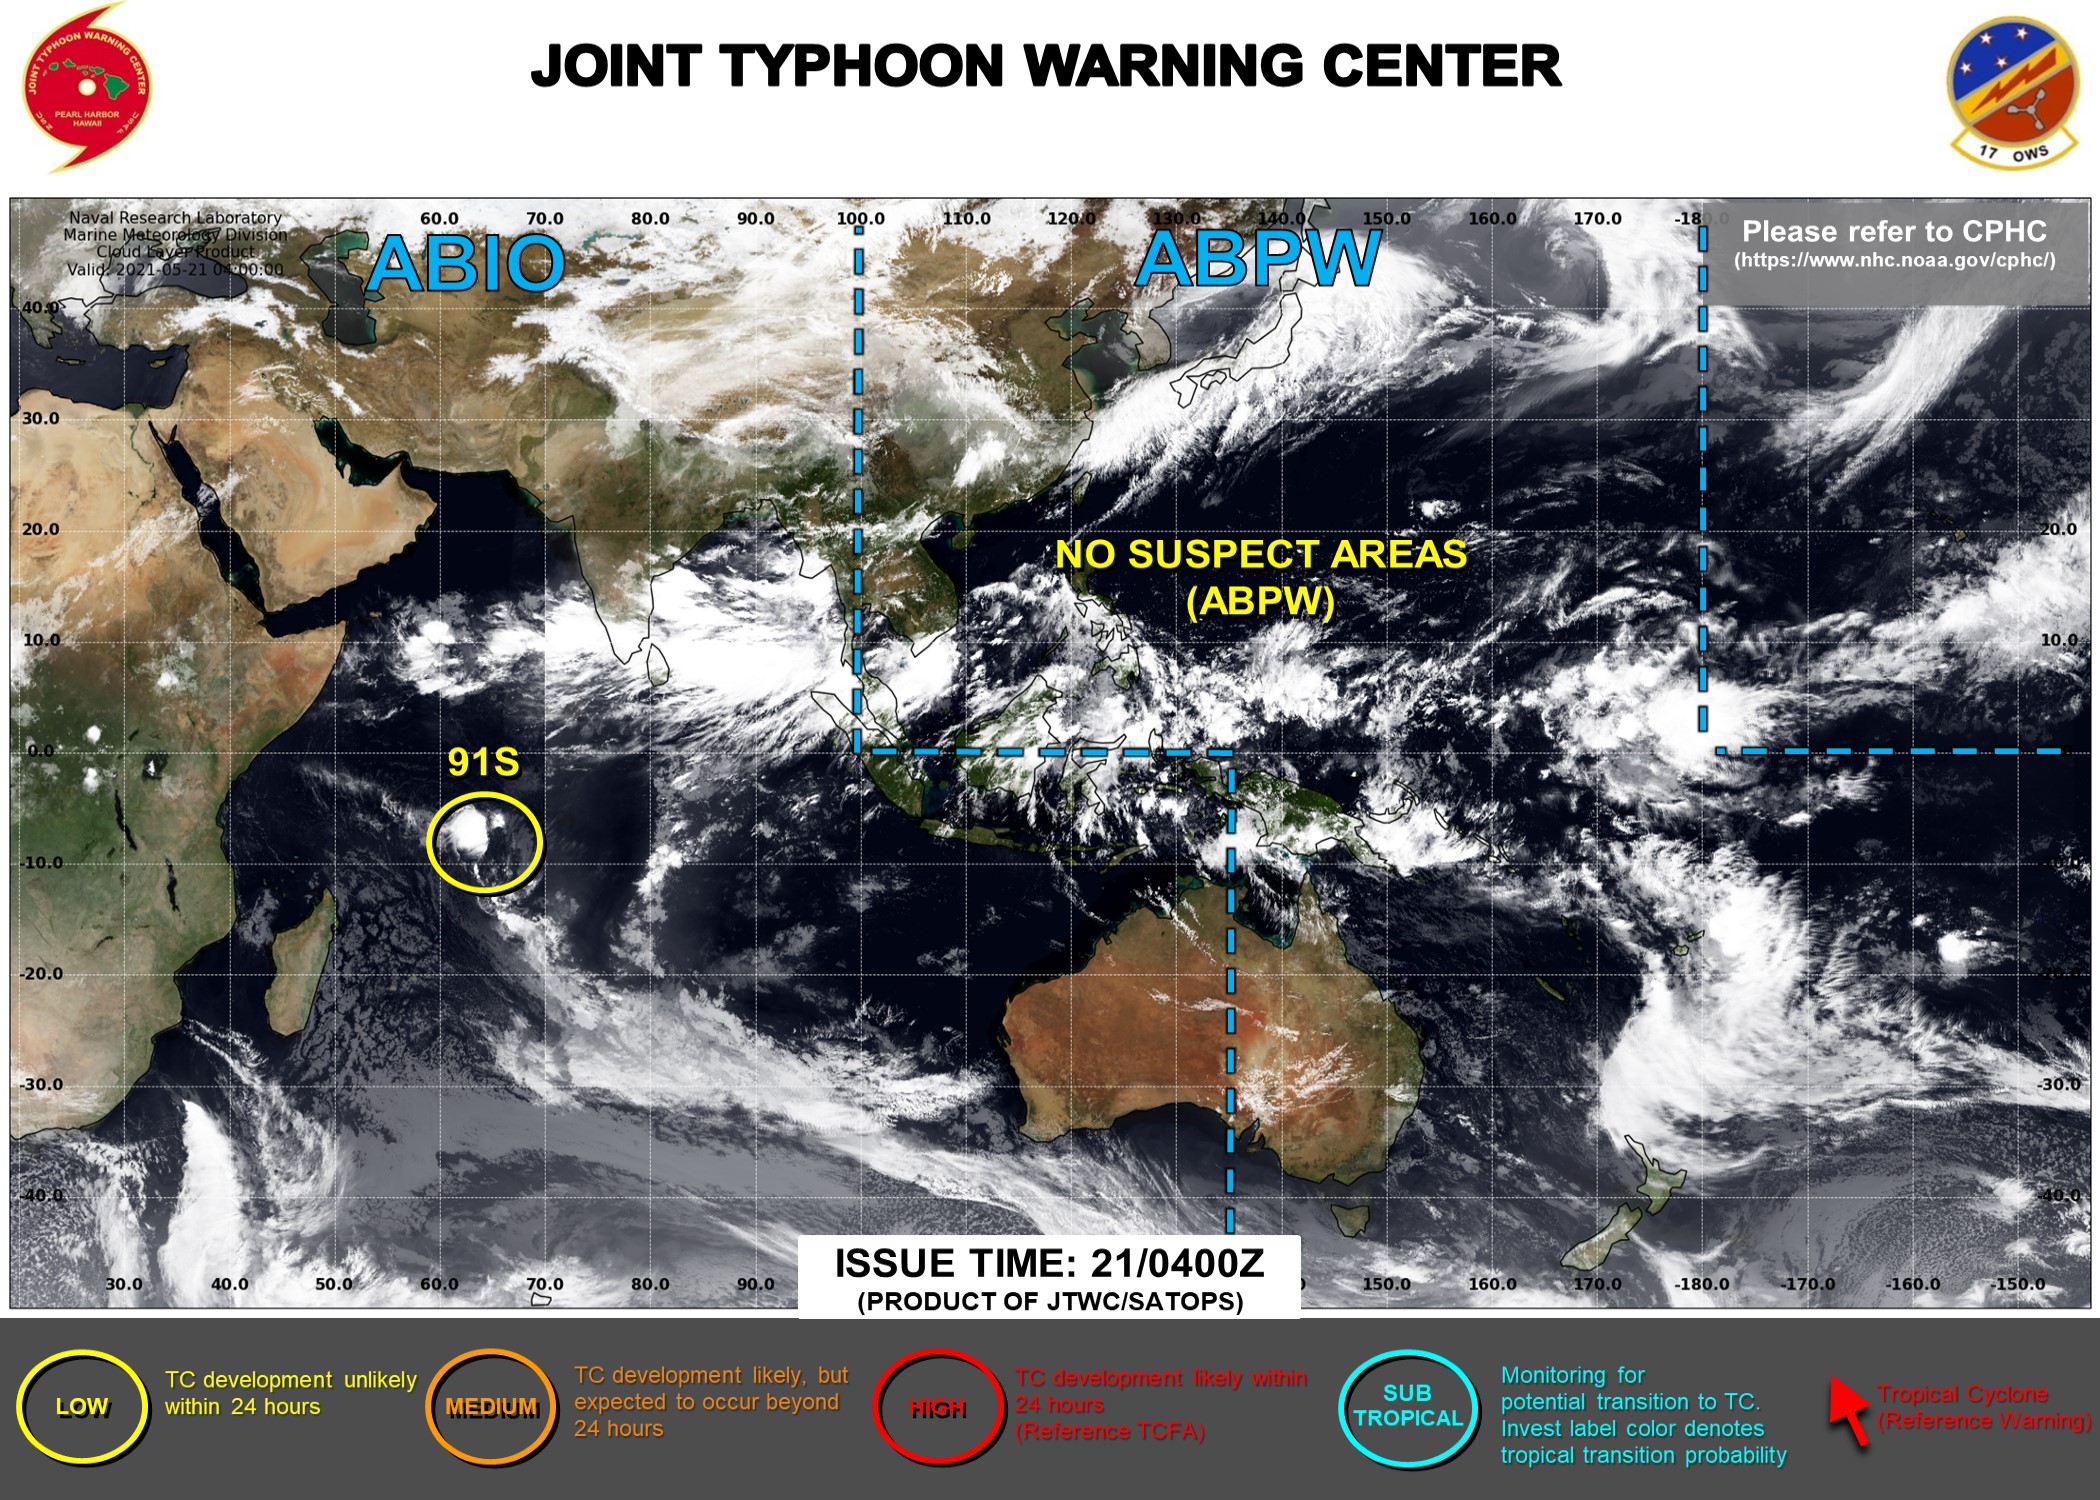 JOINT TYPHOON WARNING CENTER
JOINT TYPHOON WARNING CENTER
PEARL HARBOR
HAWAII
17 OWS
Naval Research Laboratory
Marine Meteorology Division
Cloud Layer Product
Valid: 2021-05-21 04:00:00
60.0 70.0 80.0 90.0 100.0 110.0 120.0 130.0 140.0 150.0 160.0 170.0 -180.0
ABIO
ABPW
Please refer to CPHC
(https://www.nhc.noaa.gov/cphc/)
40.0
30.0
20.0 20.0
NO SUSPECT AREAS
(ABPW)
10.0 10.0
0.0
91S
-10.0
-20.0
-30.0 -30.0
-40.0 -40.0
30.0 40.0 50.0 60.0 70.0 80.0 90.0 150.0 160.0 170.0 -180.0 -170.0 -160.0 -150.0
ISSUE TIME: 21/0400Z
(PRODUCT OF JTWC/SATOPS)
LOW
TC development unlikely
within 24 hours
MEDIUM
TC development likely, but
expected to occur beyond
24 hours
HIGH
TC development likely within
24 hours
(Reference TCFA)
SUB
TROPICAL
Monitoring for
potential transition to TC.
Invest label color denotes
tropical transition probability
Tropical Cyclone
(Reference Warning)